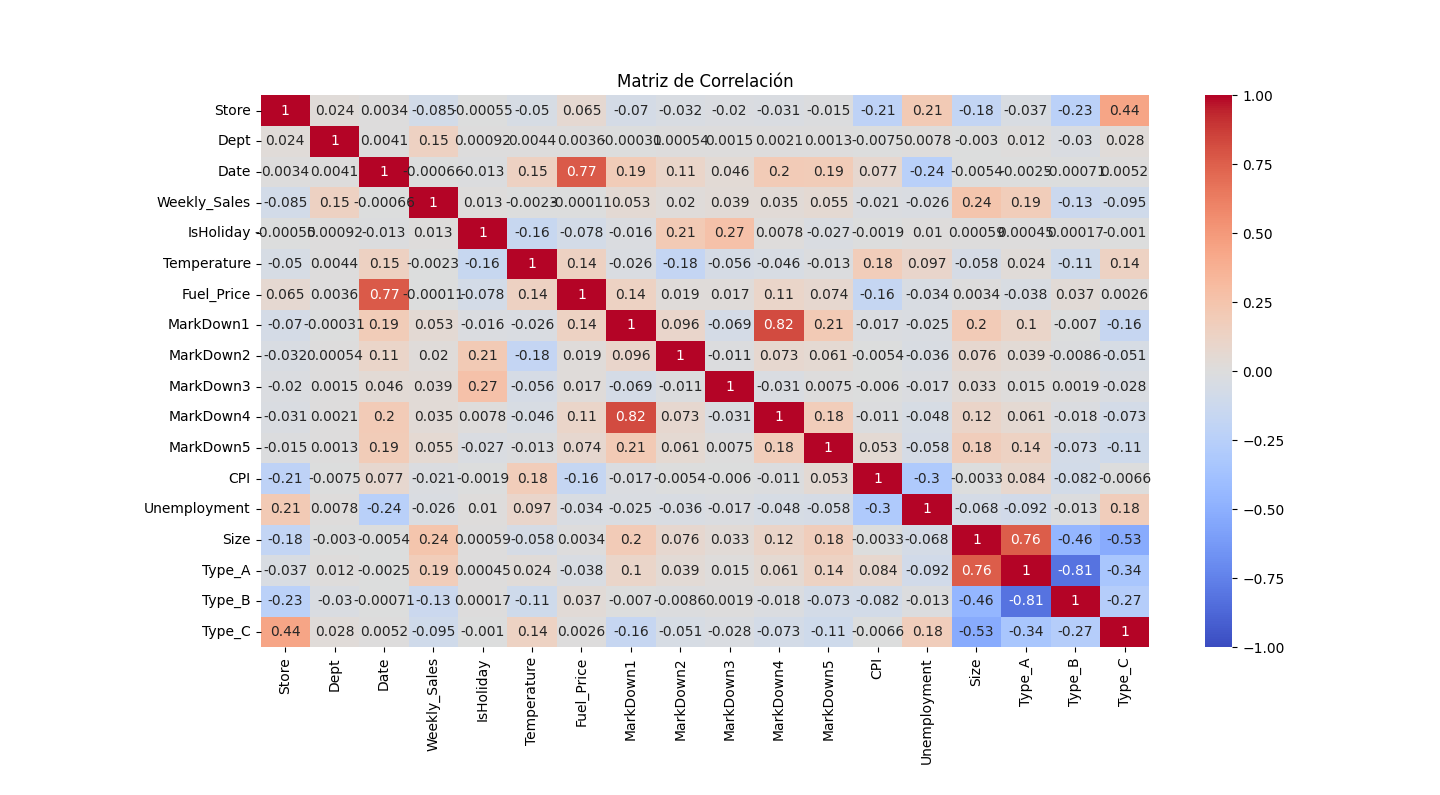 Matriz de Correlación
Store 1 0.024 0.0034 -0.085 -0.00055 -0.05 0.065 -0.07 -0.032 -0.02 -0.031 -0.015 -0.21 0.21 -0.18 -0.037 -0.23 0.44
Dept 0.024 1 0.0041 0.15 0.00092 0.0044 0.0036 -0.00031 0.00054 0.0015 0.0021 0.0013 -0.0075 0.0078 -0.003 0.012 -0.03 0.028
Date 0.0034 0.0041 1 -0.00066 -0.013 0.15 0.77 0.19 0.11 0.046 0.2 0.19 0.077 -0.24 -0.0054 -0.0025 -0.00071 0.0052
Weekly_Sales -0.085 0.15 -0.00066 1 0.013 -0.0023 -0.00011 0.053 0.02 0.039 0.035 0.055 -0.021 -0.026 0.24 0.19 -0.13 -0.095
IsHoliday -0.00055 0.00092 -0.013 0.013 1 -0.16 -0.078 -0.016 0.21 0.27 0.0078 -0.027 -0.0019 0.01 0.00059 0.00045 0.00017 -0.001
Temperature -0.05 0.0044 0.15 -0.0023 -0.16 1 0.14 -0.026 -0.18 -0.056 -0.046 -0.013 0.18 0.097 -0.058 0.024 -0.11 0.14
Fuel_Price 0.065 0.0036 0.77 -0.00011 -0.078 0.14 1 0.14 0.019 0.017 0.11 0.074 -0.16 -0.034 0.0034 -0.038 0.037 0.0026
MarkDown1 -0.07 -0.00031 0.19 0.053 -0.016 -0.026 0.14 1 0.096 -0.069 0.82 0.21 -0.017 -0.025 0.2 0.1 -0.007 -0.16
MarkDown2 -0.032 0.00054 0.11 0.02 0.21 -0.18 0.019 0.096 1 -0.011 0.073 0.061 -0.0054 -0.036 0.076 0.039 -0.0086 -0.051
MarkDown3 -0.02 0.0015 0.046 0.039 0.27 -0.056 0.017 -0.069 -0.011 1 -0.031 0.0075 -0.006 -0.017 0.033 0.015 0.0019 -0.028
MarkDown4 -0.031 0.0021 0.2 0.035 0.0078 -0.046 0.11 0.82 0.073 -0.031 1 0.18 -0.011 -0.048 0.12 0.061 -0.018 -0.073
MarkDown5 -0.015 0.0013 0.19 0.055 -0.027 -0.013 0.074 0.21 0.061 0.0075 0.18 1 0.053 -0.058 0.18 0.14 -0.073 -0.11
CPI -0.21 -0.0075 0.077 -0.021 -0.0019 0.18 -0.16 -0.017 -0.0054 -0.006 -0.011 0.053 1 -0.3 -0.0033 0.084 -0.082 -0.0066
Unemployment 0.21 0.0078 -0.24 -0.026 0.01 0.097 -0.034 -0.025 -0.036 -0.017 -0.048 -0.058 -0.3 1 -0.068 -0.092 -0.013 0.18
Size -0.18 -0.003 -0.0054 0.24 0.00059 -0.058 0.0034 0.2 0.076 0.033 0.12 0.18 -0.0033 -0.068 1 0.76 -0.46 -0.53
Type_A -0.037 0.012 -0.0025 0.19 0.00045 0.024 -0.038 0.1 0.039 0.015 0.061 0.14 0.084 -0.092 0.76 1 -0.81 -0.34
Type_B -0.23 -0.03 -0.00071 -0.13 0.00017 -0.11 0.037 -0.007 -0.0086 0.0019 -0.018 -0.073 -0.082 -0.013 -0.46 -0.81 1 -0.27
Type_C 0.44 0.028 0.0052 -0.095 -0.001 0.14 0.0026 -0.16 -0.051 -0.028 -0.073 -0.11 -0.0066 0.18 -0.53 -0.34 -0.27 1
Store Dept Date Weekly_Sales IsHoliday Temperature Fuel_Price MarkDown1 MarkDown2 MarkDown3 MarkDown4 MarkDown5 CPI Unemployment Size Type_A Type_B Type_C
1.00
0.75
0.50
0.25
0.00
−0.25
−0.50
−0.75
−1.00